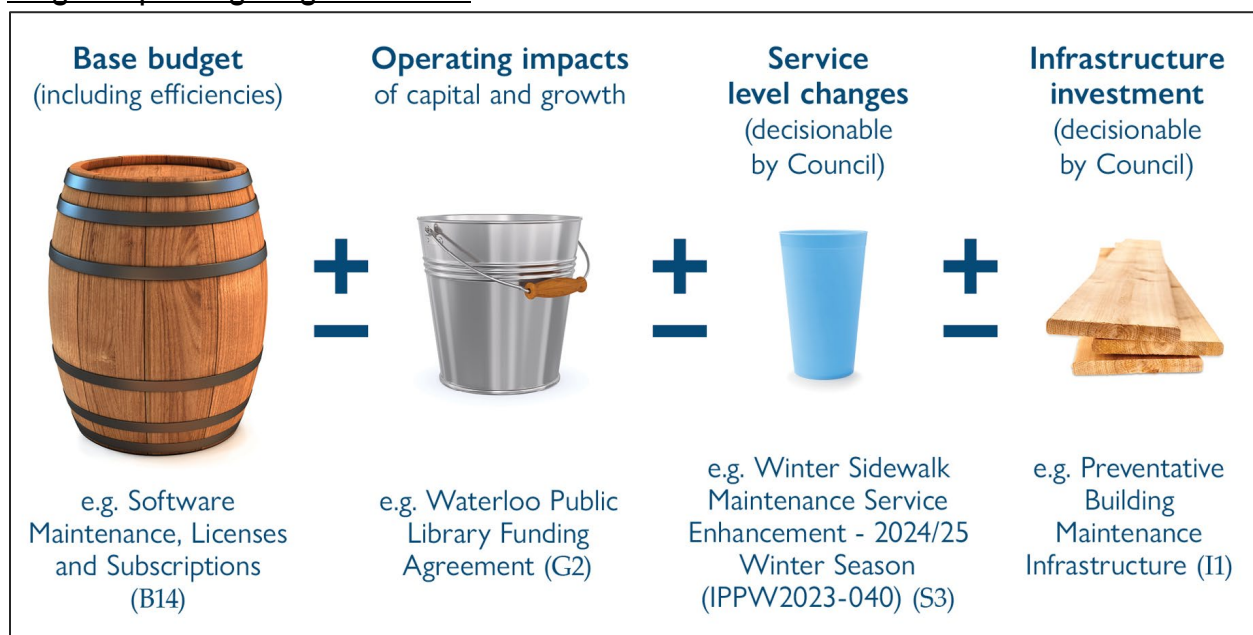 Base budget
(including efficiencies)
Operating impacts
of capital and growth
Service
level changes
(decisionable
by Council)
Infrastructure
investment
(decisionable
by Council)
+
−
+
−
+
−
e.g. Software
Maintenance, Licenses
and Subscriptions
(B14)
e.g. Waterloo Public
Library Funding
Agreement (G2)
e.g. Winter Sidewalk
Maintenance Service
Enhancement - 2024/25
Winter Season
(IPPW2023-040) (S3)
e.g. Preventative
Building
Maintenance
Infrastructure (I1)